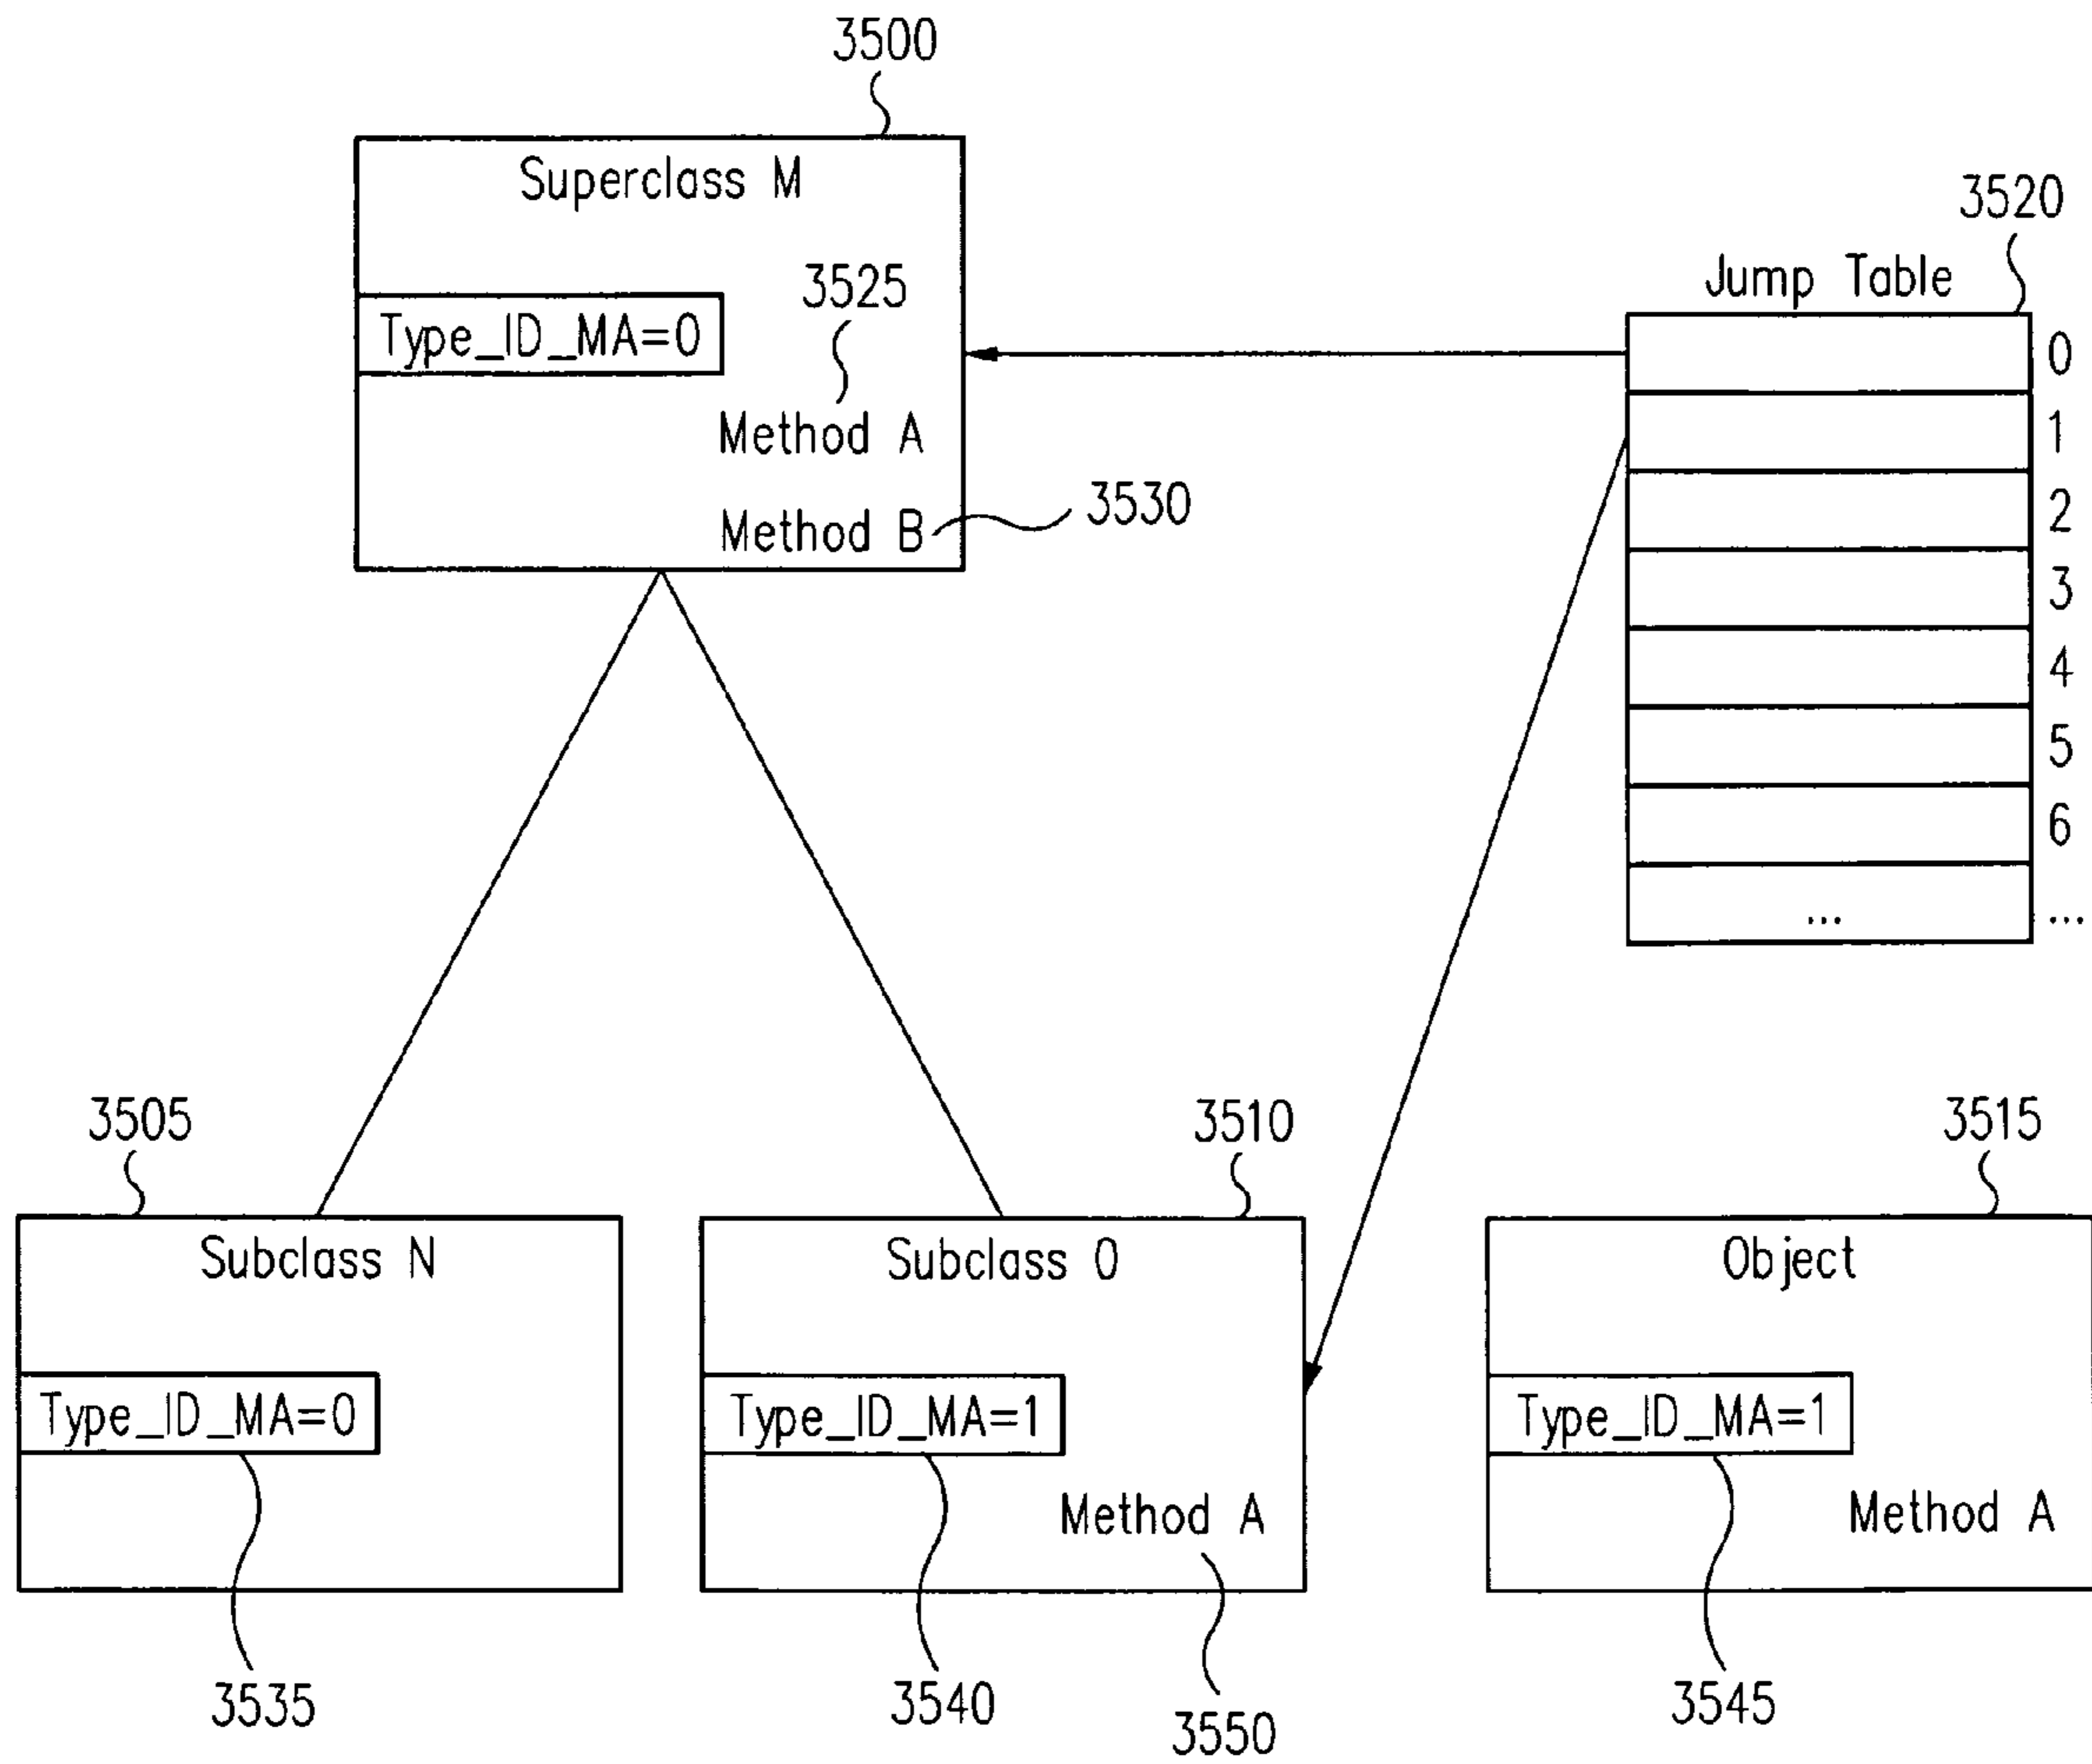 3500
Superclass M
3520
3525
Jump Table
Type_ID_MA=0
0
Method A
1
3530
Method B
2
3
4
5
6
... ...
3505
3510
3515
Subclass N
Subclass O
Object
Type_ID_MA=0
Type_ID_MA=1
Type_ID_MA=1
Method A
Method A
3535
3540
3550
3545